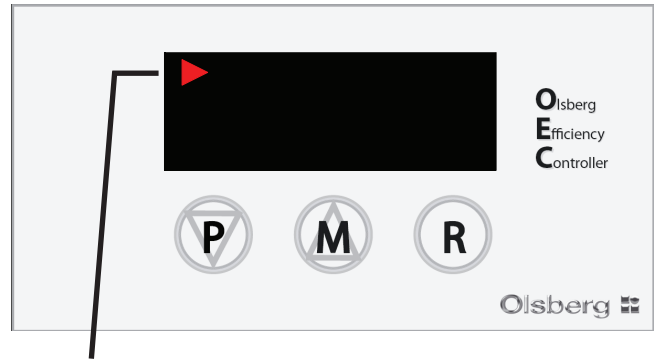 Olsberg
Efficiency
Controller
P M R
Olsberg